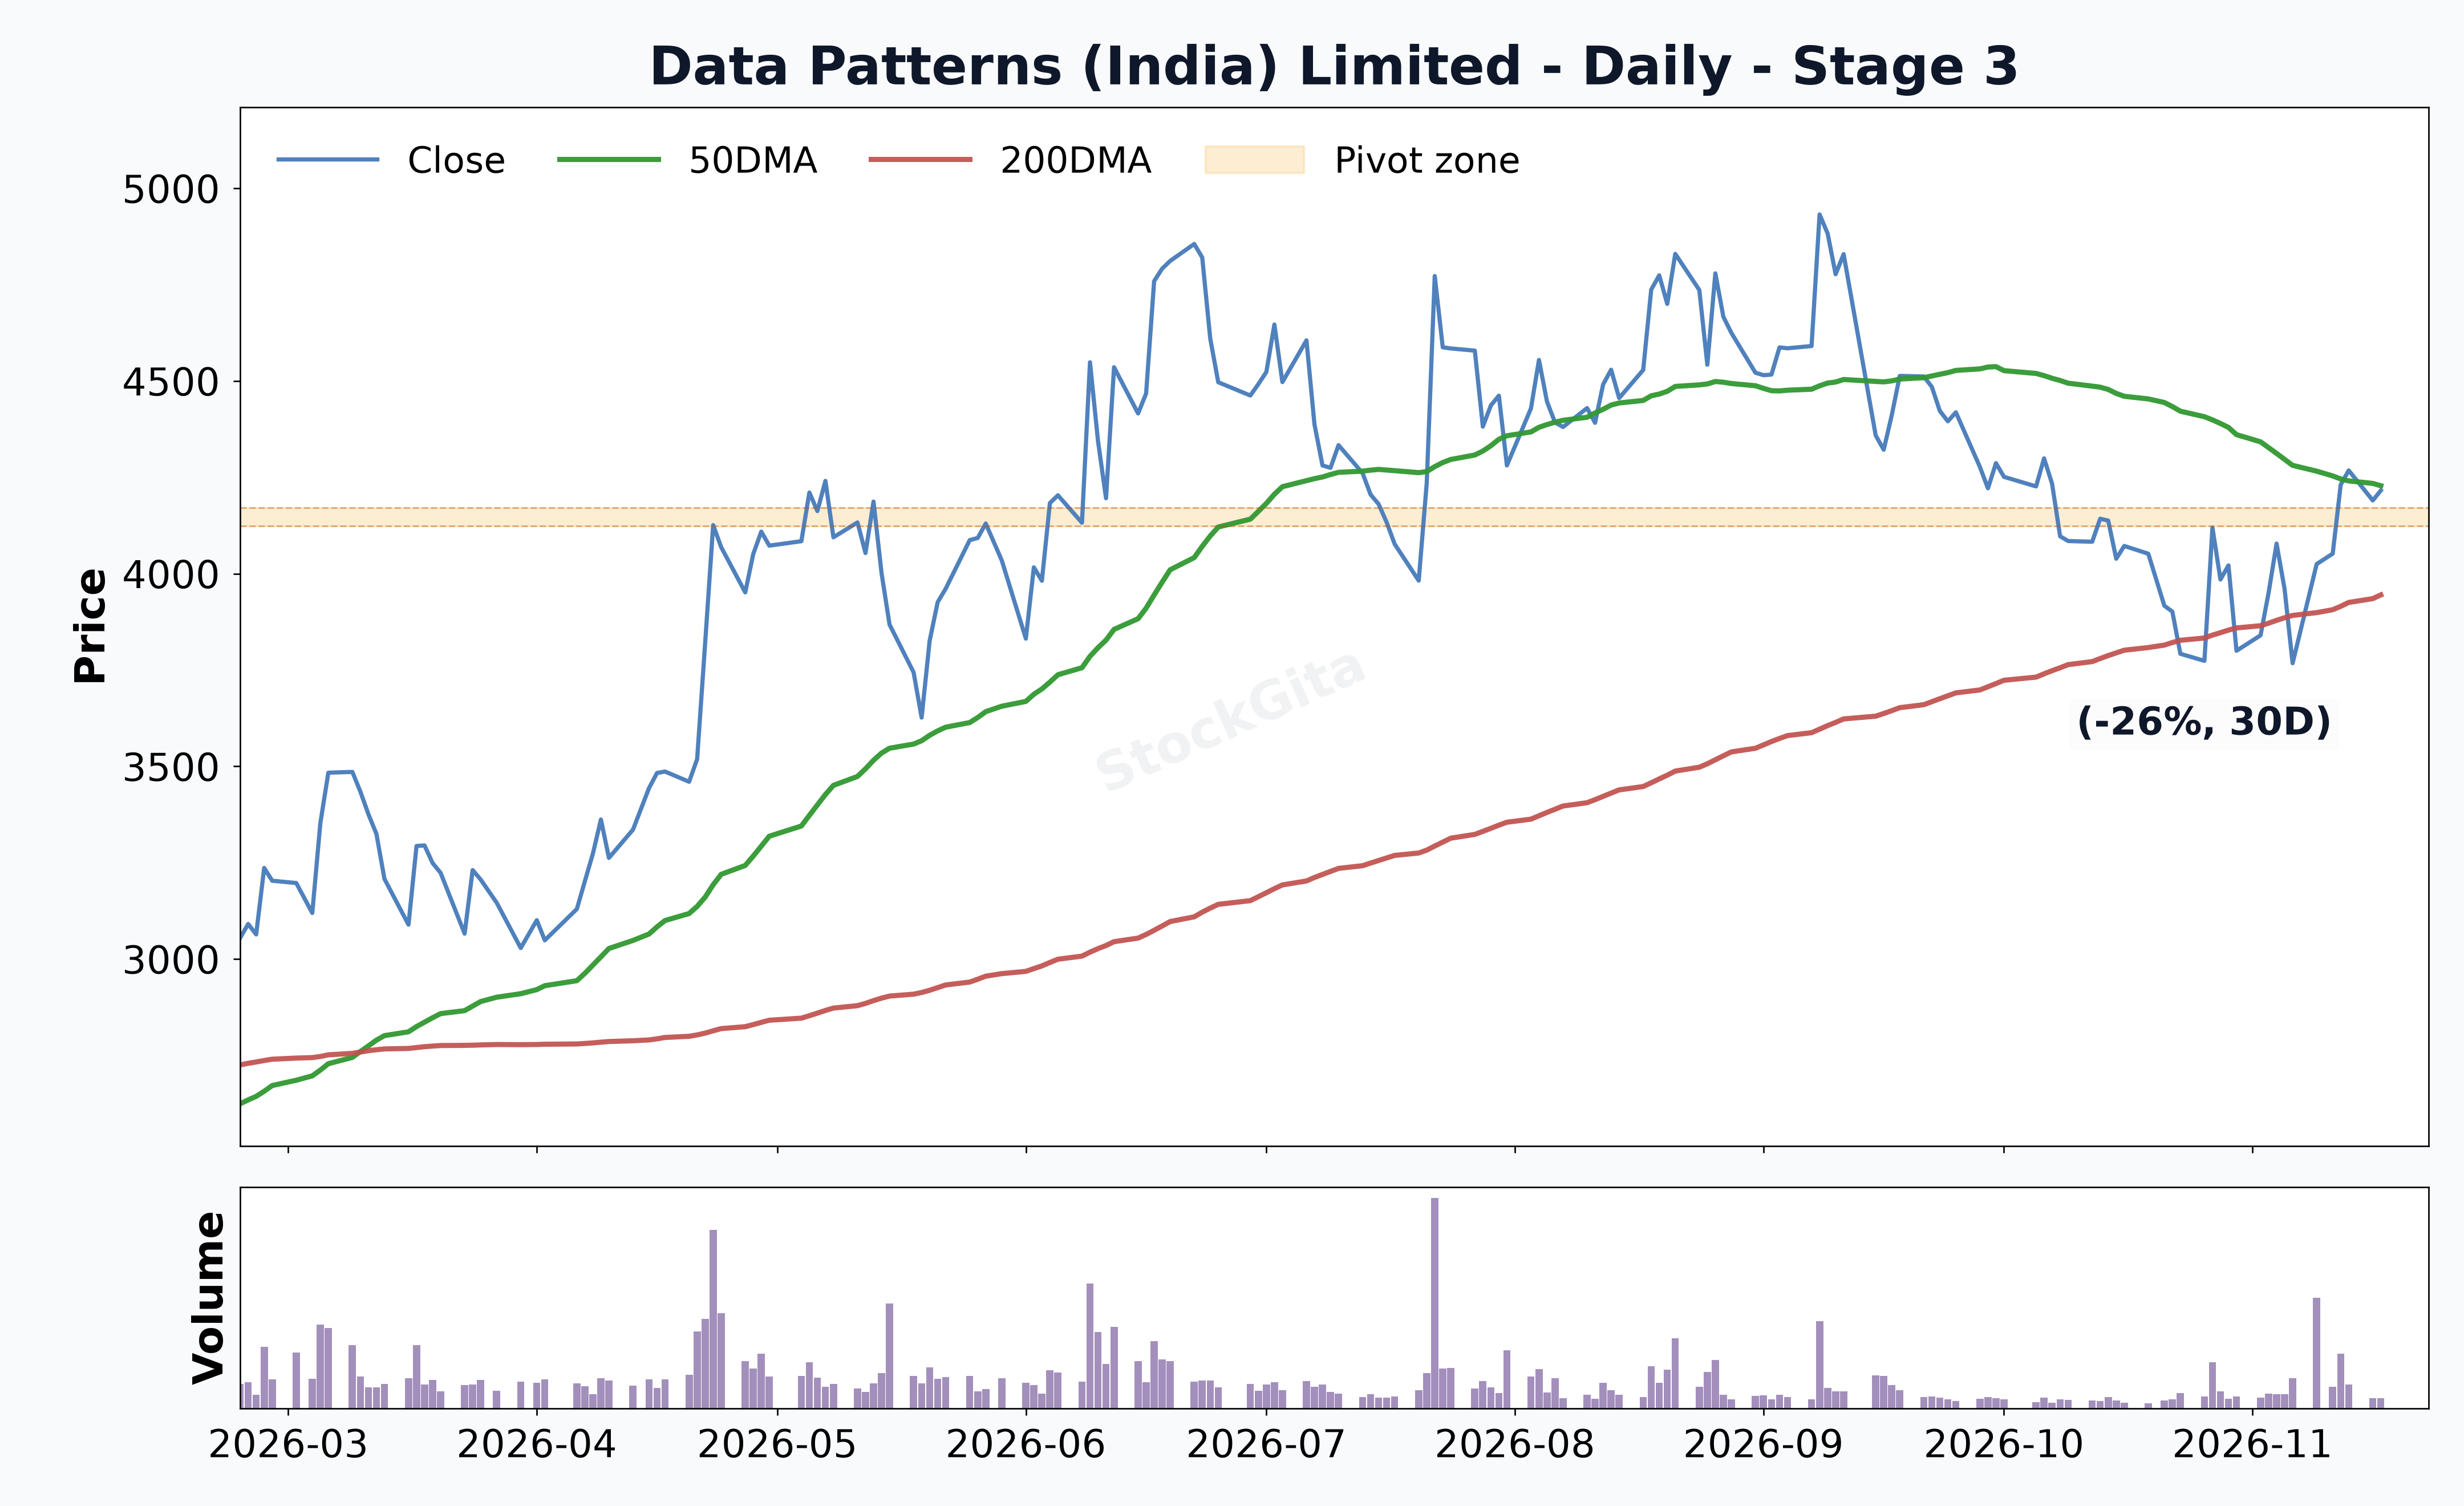 Data Patterns (India) Limited - Daily - Stage 3
Close 50DMA 200DMA Pivot zone
5000
4500
4000
3500
3000
Price
StockGita
(-26%, 30D)
Volume
2026-03 2026-04 2026-05 2026-06 2026-07 2026-08 2026-09 2026-10 2026-11